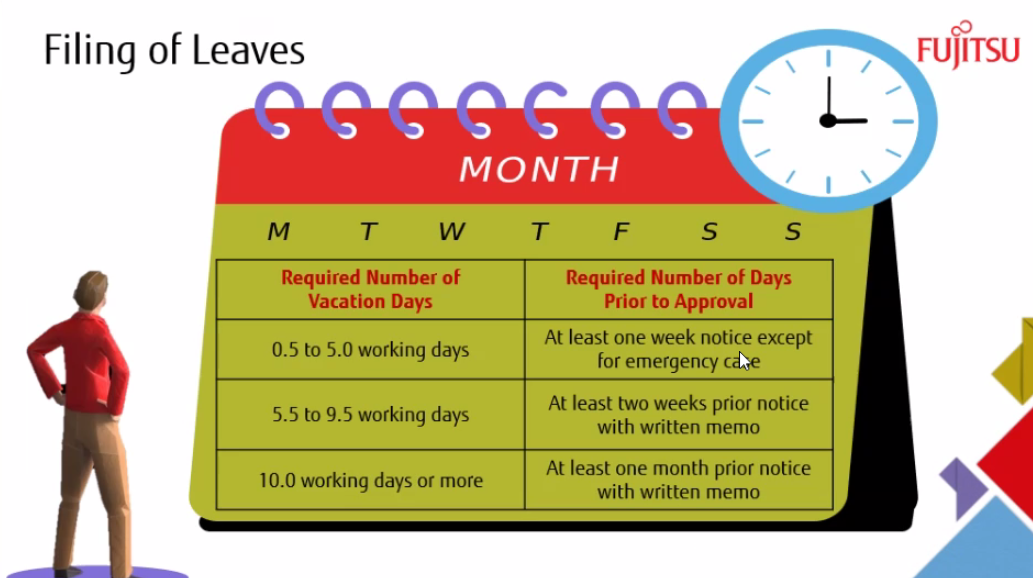 Filing of Leaves
FUJITSU
MONTH
M T W T F S S
Required Number of
Vacation Days
Required Number of Days
Prior to Approval
0.5 to 5.0 working days
At least one week notice except
for emergency case
5.5 to 9.5 working days
At least two weeks prior notice
with written memo
10.0 working days or more
At least one month prior notice
with written memo